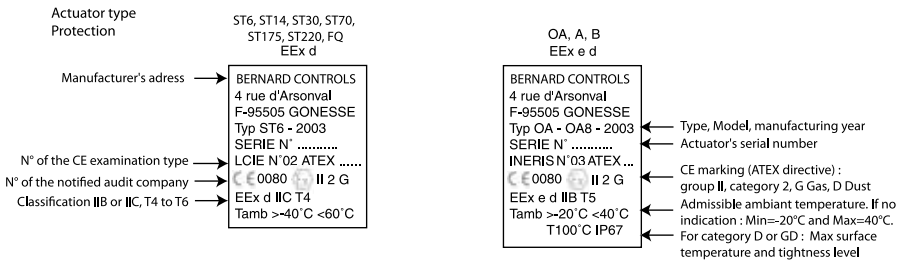 Actuator type
Protection
ST6, ST14, ST30, ST70,
ST175, ST220, FQ
EEx d
OA, A, B
EEx e d
Manufacturer's adress
BERNARD CONTROLS
4 rue d'Arsonval
F-95505 GONESSE
Typ ST6 - 2003
SERIE N° ...........
LCIE N°02 ATEX ......
CE 0080 Ex II 2 G
EEx d IIC T4
Tamb >-40°C <60°C
N° of the CE examination type
N° of the notified audit company
Classification IIB or IIC, T4 to T6
BERNARD CONTROLS
4 rue d'Arsonval
F-95505 GONESSE
Typ OA - OA8 - 2003
SERIE N° ...........
INERIS N°03 ATEX ...
CE 0080 Ex II 2 G
EEx e d IIB T5
Tamb >-20°C <40°C
T100°C IP67
Type, Model, manufacturing year
Actuator's serial number
CE marking (ATEX directive) :
group II, category 2, G Gas, D Dust
Admissible ambiant temperature. If no
indication : Min=-20°C and Max=40°C.
For category D or GD : Max surface
temperature and tightness level